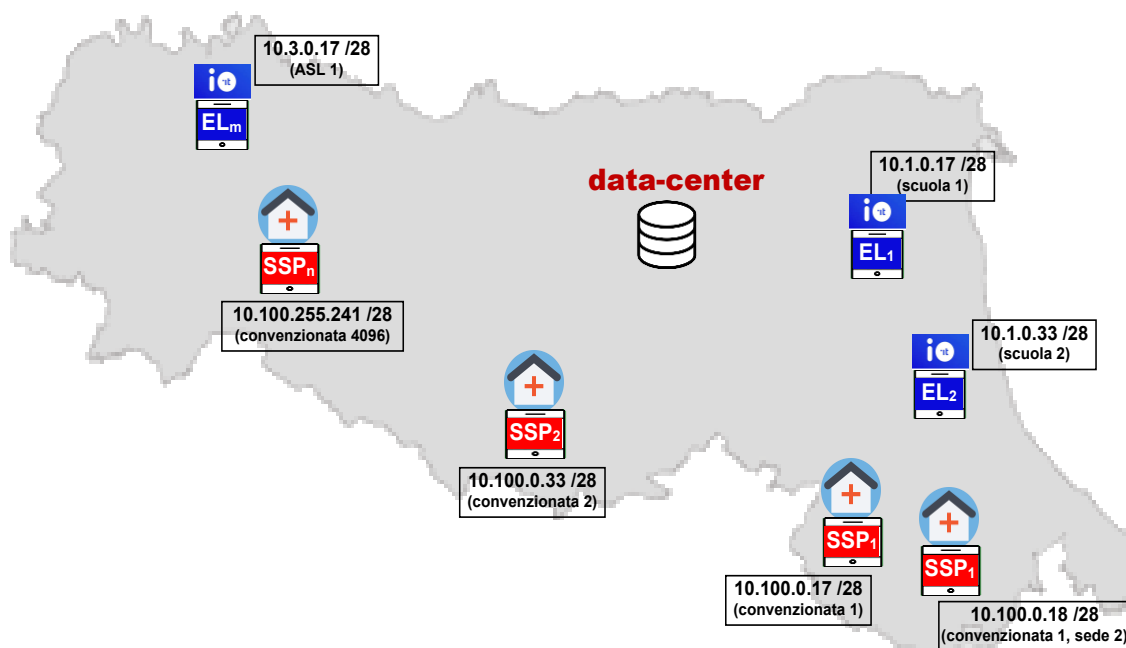 10.3.0.17 /28
(ASL 1)
ELm
data-center
10.1.0.17 /28
(scuola 1)
EL1
SSPn
10.100.255.241 /28
(convenzionata 4096)
10.1.0.33 /28
(scuola 2)
EL2
SSP2
10.100.0.33 /28
(convenzionata 2)
SSP1
10.100.0.17 /28
(convenzionata 1)
SSP1
10.100.0.18 /28
(convenzionata 1, sede 2)